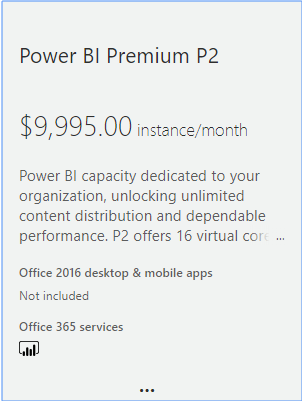 Power BI Premium P2
$9,995.00 instance/month
Power BI capacity dedicated to your
organization, unlocking unlimited
content distribution and dependable
performance. P2 offers 16 virtual core ...
Office 2016 desktop & mobile apps
Not included
Office 365 services